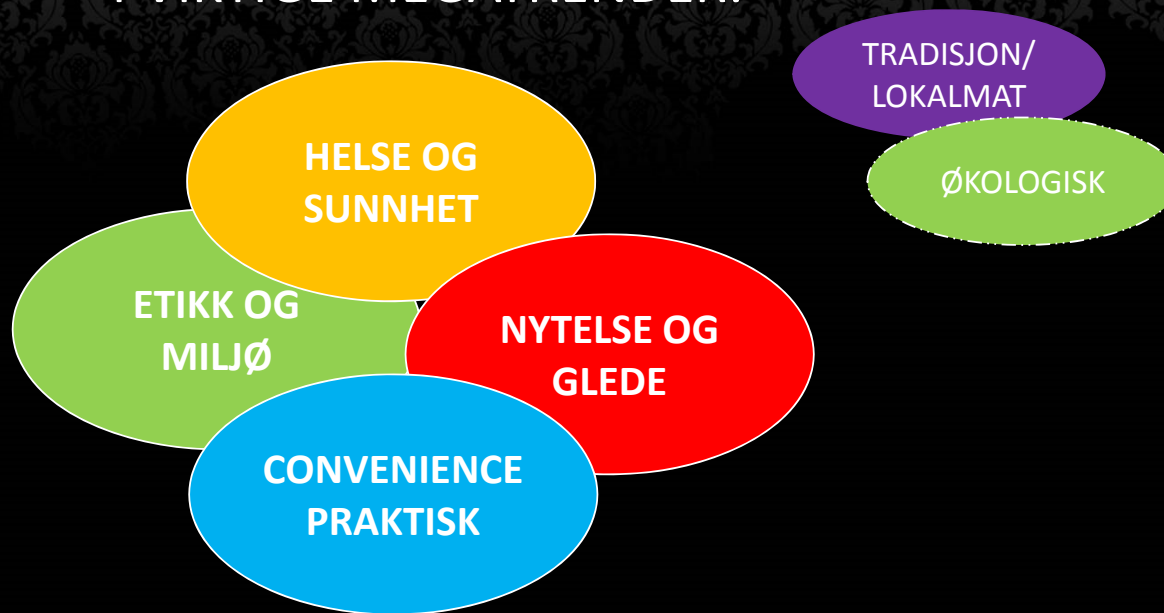 TRADISJON/
LOKALMAT
ØKOLOGISK
HELSE OG
SUNNHET
ETIKK OG
MILJØ
NYTELSE OG
GLEDE
CONVENIENCE
PRAKTISK